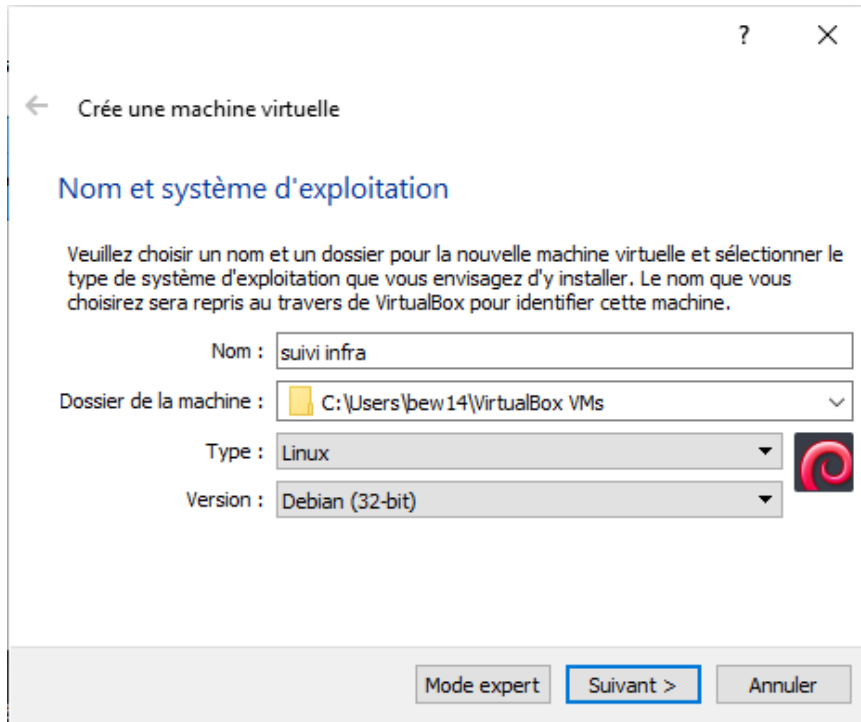 ?
Crée une machine virtuelle
Nom et système d'exploitation
Veuillez choisir un nom et un dossier pour la nouvelle machine virtuelle et sélectionner le
type de système d'exploitation que vous envisagez d'y installer. Le nom que vous
choisirez sera repris au travers de VirtualBox pour identifier cette machine.
Nom : suivi infra
Dossier de la machine : C:\Users\bew14\VirtualBox VMs
Type : Linux
Version : Debian (32-bit)
Mode expert Suivant > Annuler